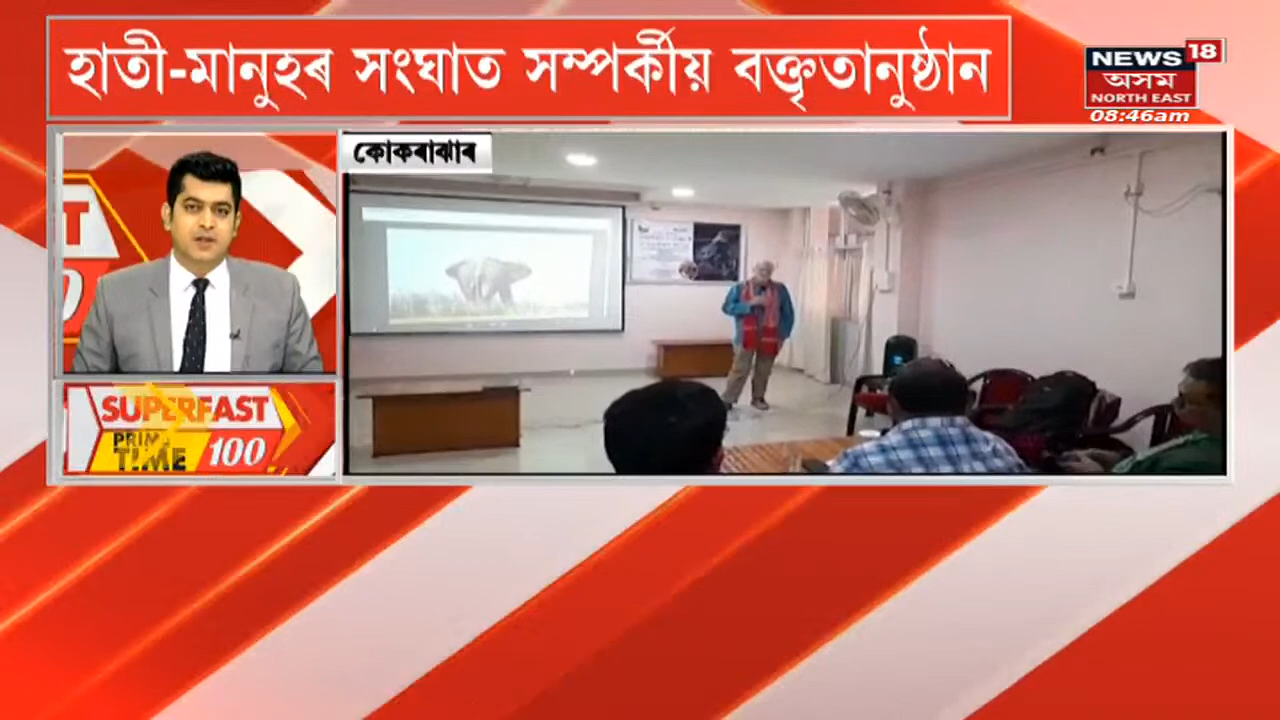 হাতী-মানুহৰ সংঘাত সম্পৰ্কীয় বক্তৃতানুষ্ঠান
NEWS 18
অসম
NORTH EAST
08:46am
কোকৰাঝাৰ
SUPERFAST
PRIME
TIME 100